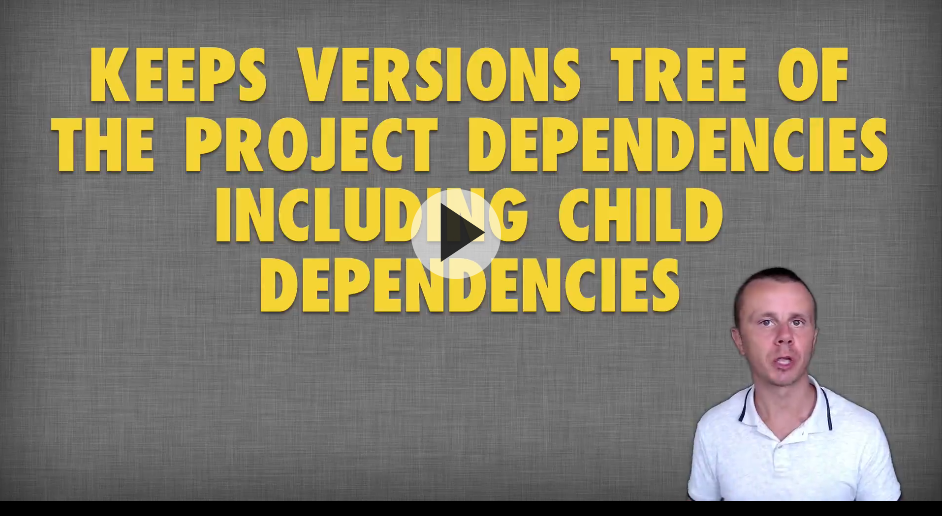 KEEPS VERSIONS TREE OF
THE PROJECT DEPENDENCIES
INCLUDING CHILD
DEPENDENCIES